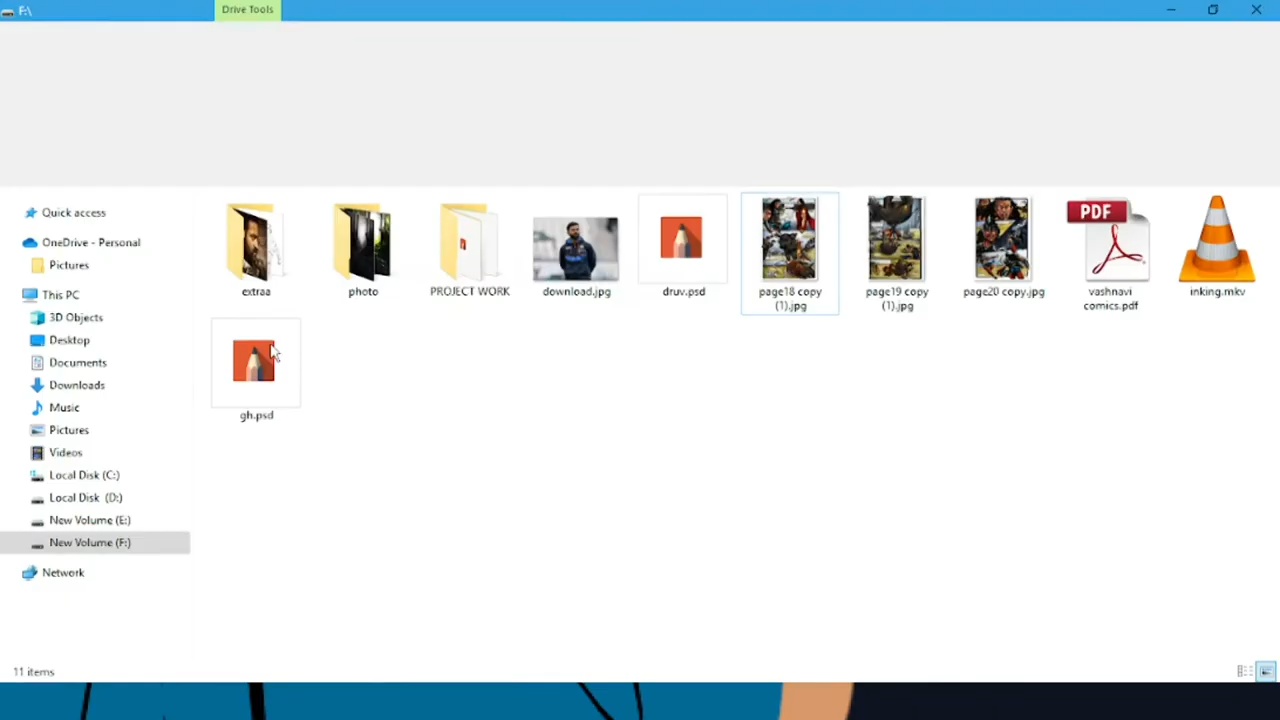 F:\
Drive Tools
Quick access
OneDrive - Personal
Pictures
This PC
3D Objects
Desktop
Documents
Downloads
Music
Pictures
Videos
Local Disk (C:)
Local Disk (D:)
New Volume (E:)
New Volume (F:)
Network
extraa
photo
PROJECT WORK
download.jpg
druv.psd
page18 copy
(1).jpg
page19 copy
(1).jpg
page20 copy.jpg
PDF
vashnavi
comics.pdf
inking.mkv
gh.psd
11 items